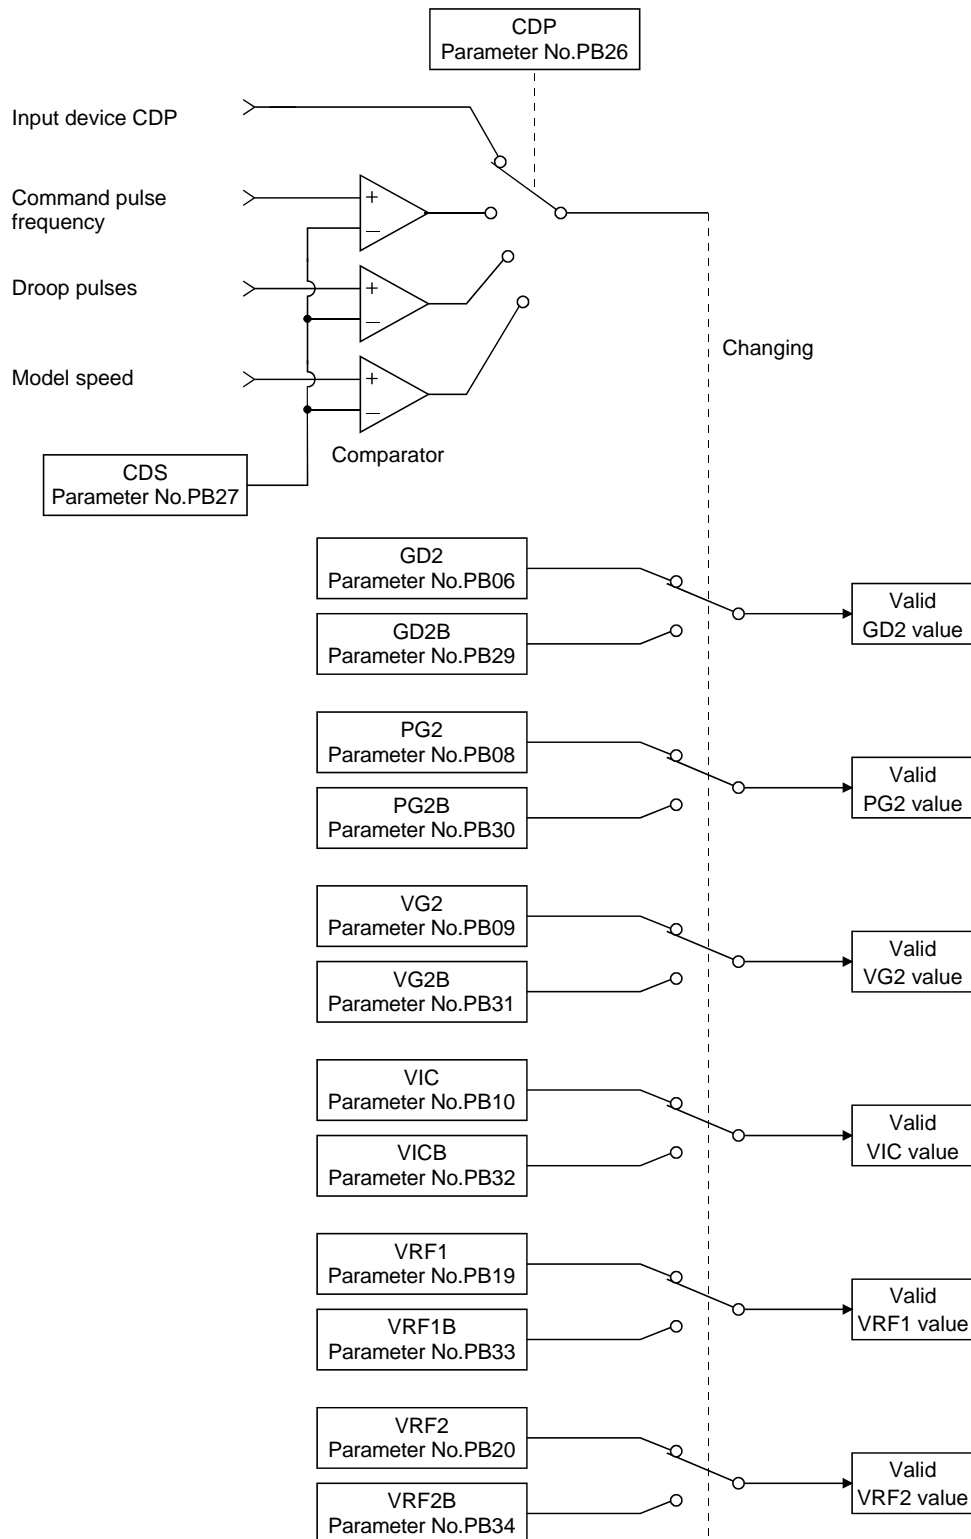 CDP
Parameter No.PB26
Input device CDP
Command pulse
frequency
+
−
Droop pulses
+
−
Changing
Model speed
+
−
Comparator
CDS
Parameter No.PB27
GD2
Parameter No.PB06
Valid
GD2 value
GD2B
Parameter No.PB29
PG2
Parameter No.PB08
Valid
PG2 value
PG2B
Parameter No.PB30
VG2
Parameter No.PB09
Valid
VG2 value
VG2B
Parameter No.PB31
VIC
Parameter No.PB10
Valid
VIC value
VICB
Parameter No.PB32
VRF1
Parameter No.PB19
Valid
VRF1 value
VRF1B
Parameter No.PB33
VRF2
Parameter No.PB20
Valid
VRF2 value
VRF2B
Parameter No.PB34